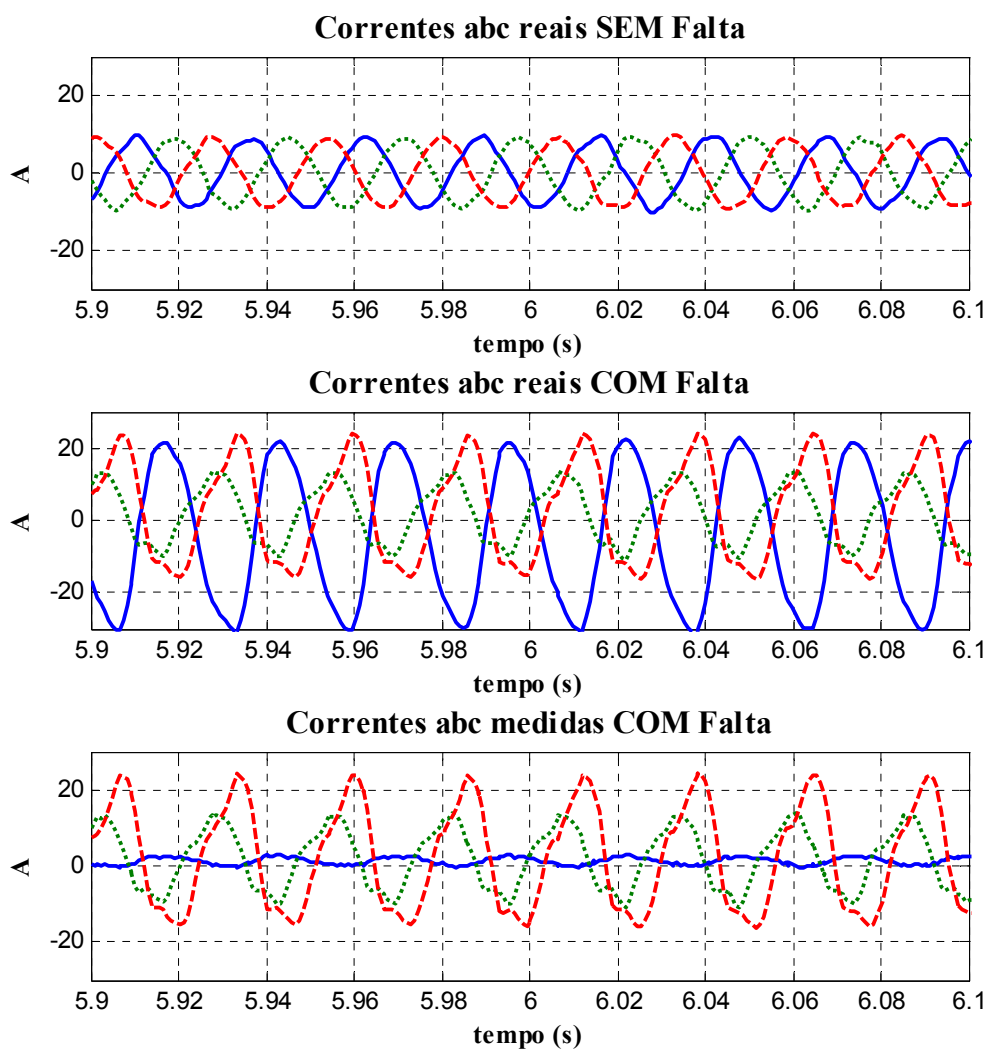 Correntes abc reais SEM Falta
20
0
-20
A
5.9 5.92 5.94 5.96 5.98 6 6.02 6.04 6.06 6.08 6.1
tempo (s)
Correntes abc reais COM Falta
20
0
-20
A
5.9 5.92 5.94 5.96 5.98 6 6.02 6.04 6.06 6.08 6.1
tempo (s)
Correntes abc medidas COM Falta
20
0
-20
A
5.9 5.92 5.94 5.96 5.98 6 6.02 6.04 6.06 6.08 6.1
tempo (s)